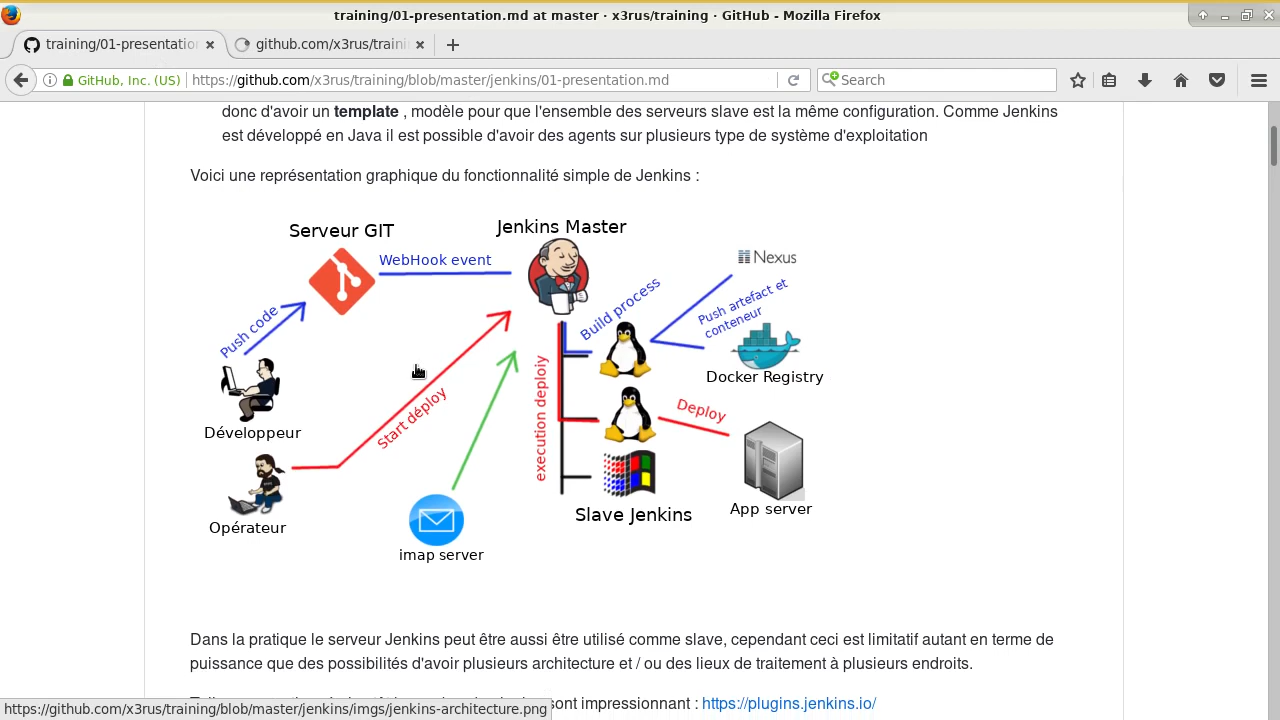 training/01-presentation.md at master · x3rus/training · GitHub - Mozilla Firefox
training/01-presentatio
github.com/x3rus/traini
GitHub, Inc. (US)
https://github.com/x3rus/training/blob/master/jenkins/01-presentation.md
Search
donc d'avoir un template , modèle pour que l'ensemble des serveurs slave est la même configuration. Comme Jenkins
est développé en Java il est possible d'avoir des agents sur plusieurs type de système d'exploitation
Voici une représentation graphique du fonctionnalité simple de Jenkins :
Serveur GIT
Jenkins Master
WebHook event
Nexus
Build process
Push artefact et
conteneur
Push code
Docker Registry
execution deploiy
Start déploy
Deploy
Développeur
App server
Slave Jenkins
Opérateur
imap server
Dans la pratique le serveur Jenkins peut être aussi être utilisé comme slave, cependant ceci est limitatif autant en terme de
puissance que des possibilités d'avoir plusieurs architecture et / ou des lieux de traitement à plusieurs endroits.
sont impressionnant : https://plugins.jenkins.io/
https://github.com/x3rus/training/blob/master/jenkins/imgs/jenkins-architecture.png